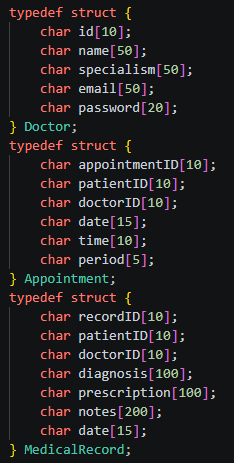 typedef struct {
    char id[10];
    char name[50];
    char specialism[50];
    char email[50];
    char password[20];
} Doctor;
typedef struct {
    char appointmentID[10];
    char patientID[10];
    char doctorID[10];
    char date[15];
    char time[10];
    char period[5];
} Appointment;
typedef struct {
    char recordID[10];
    char patientID[10];
    char doctorID[10];
    char diagnosis[100];
    char prescription[100];
    char notes[200];
    char date[15];
} MedicalRecord;